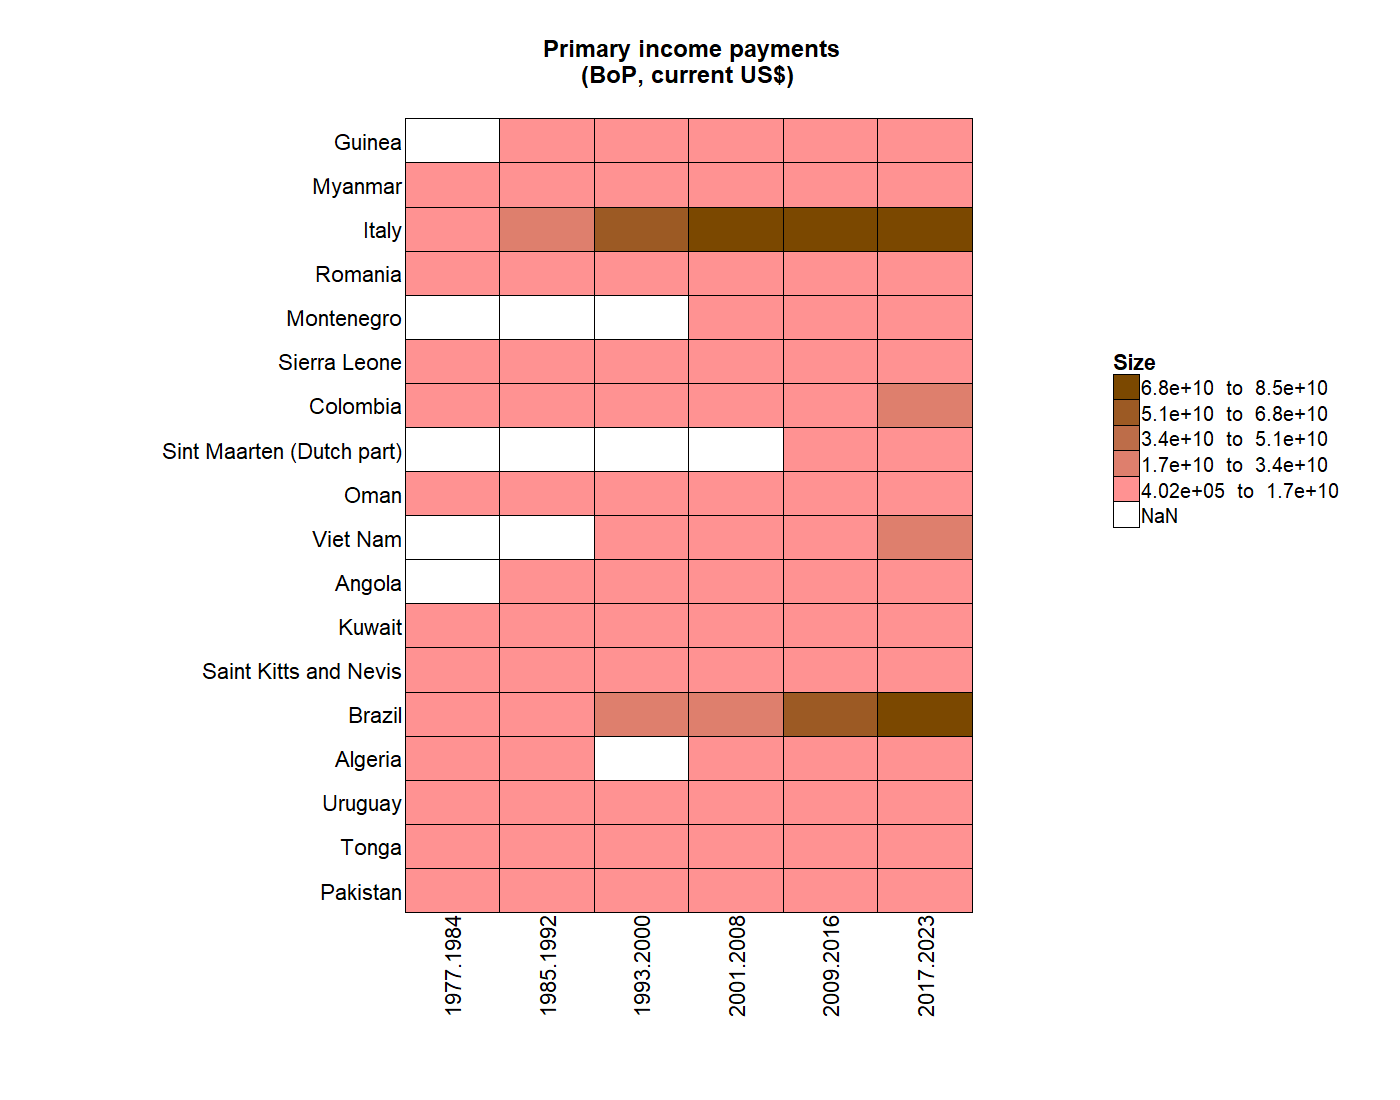 Primary income payments
(BoP, current US$)
Guinea
Myanmar
Italy
Romania
Montenegro
Sierra Leone
Colombia
Sint Maarten (Dutch part)
Oman
Viet Nam
Angola
Kuwait
Saint Kitts and Nevis
Brazil
Algeria
Uruguay
Tonga
Pakistan
1977.1984
1985.1992
1993.2000
2001.2008
2009.2016
2017.2023
Size
6.8e+10 to 8.5e+10
5.1e+10 to 6.8e+10
3.4e+10 to 5.1e+10
1.7e+10 to 3.4e+10
4.02e+05 to 1.7e+10
NaN